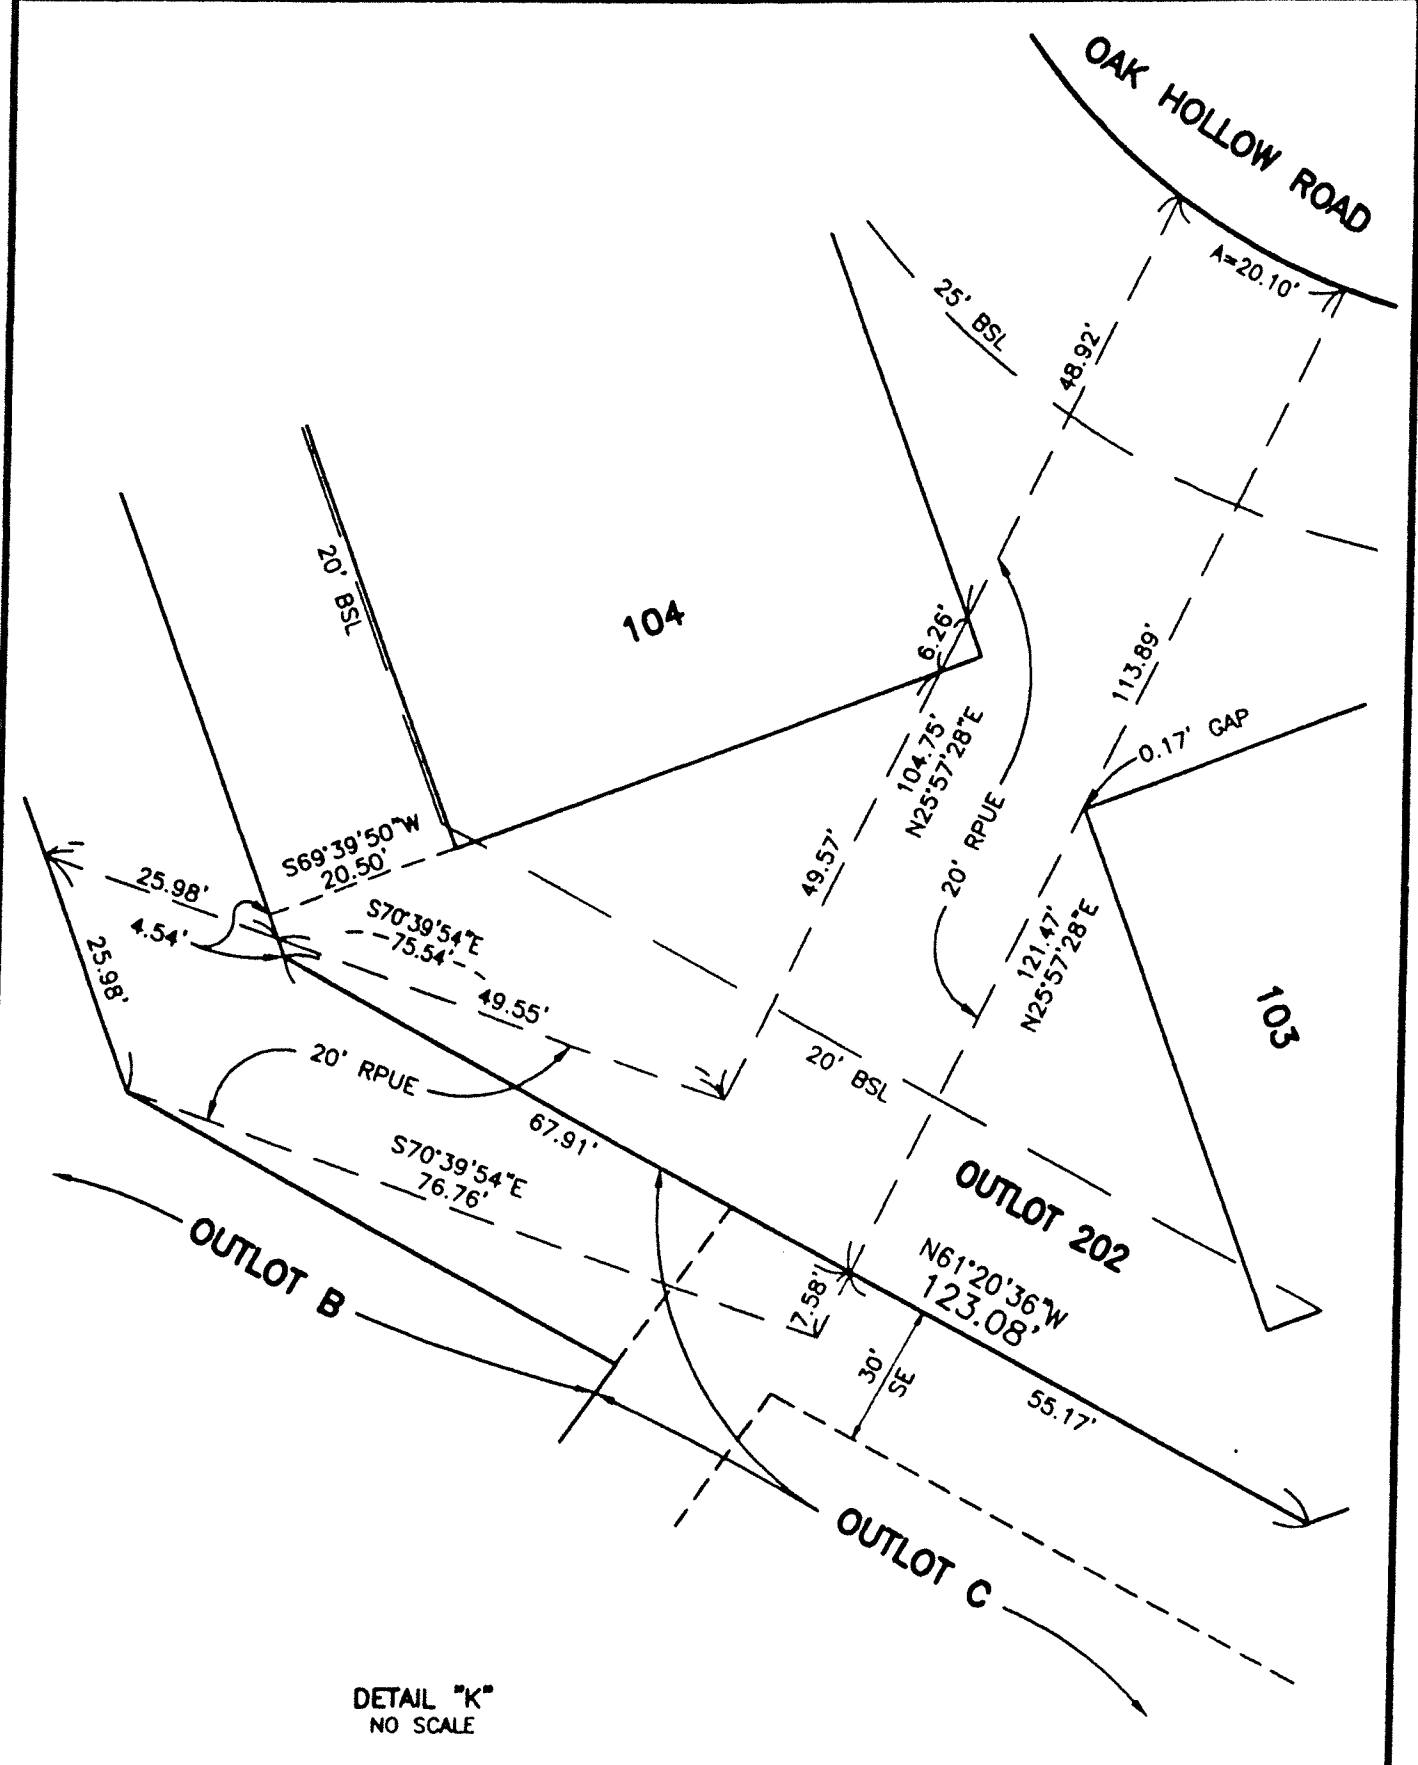 OAK HOLLOW ROAD
A=20.10'
25' BSL
48.92'
20' BSL
104
6.26'
113.89'
0.17' GAP
104.75'
N25°57'28"E
20' RPUE
49.57'
S69°39'50"W
20.50'
25.98'
4.54'
25.98'
S70°39'54"E
75.54'
49.55'
121.47'
N25°57'28"E
103
20' RPUE
20' BSL
67.91'
S70°39'54"E
76.76'
OUTLOT 202
OUTLOT B
7.58'
N61°20'36"W
123.08'
30'
SE
55.17'
OUTLOT C
DETAIL "K"
NO SCALE